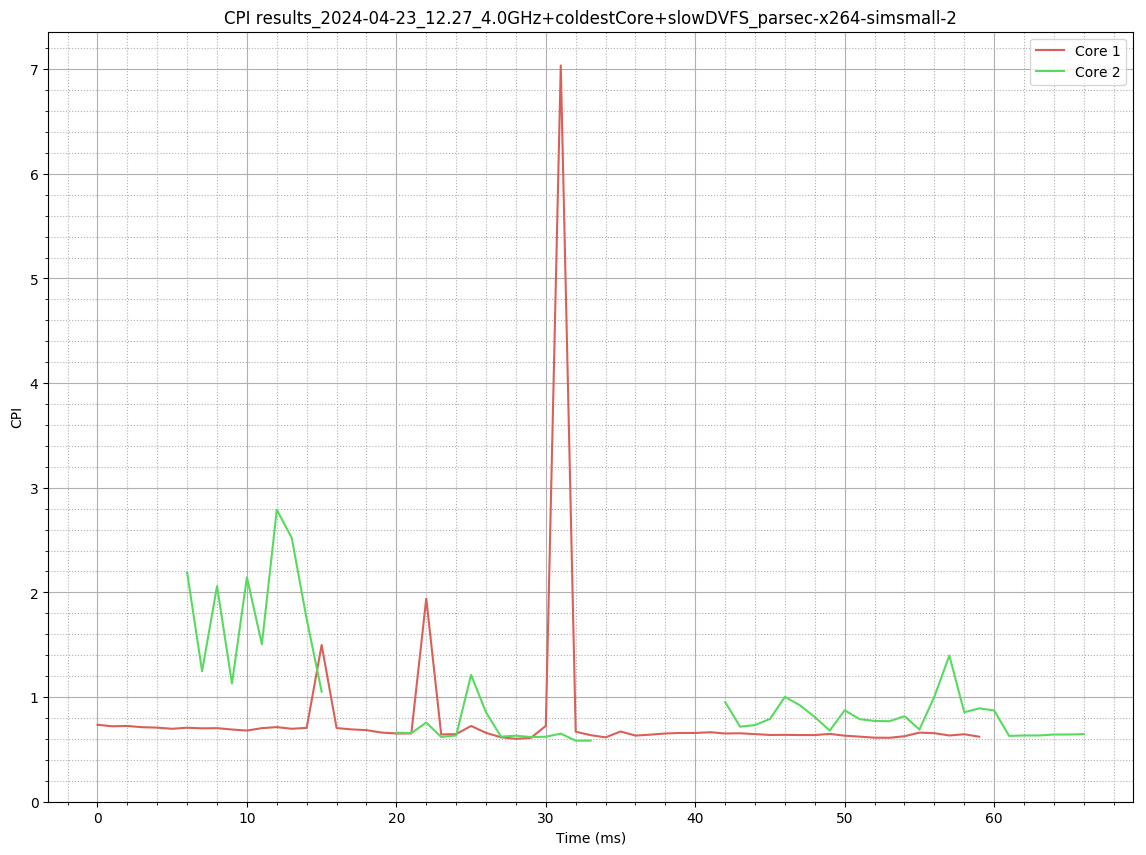 CPI results_2024-04-23_12.27_4.0GHz+coldestCore+slowDVFS_parsec-x264-simsmall-2
Core 1
Core 2
7
6
5
4
3
2
1
0
CPI
0 10 20 30 40 50 60
Time (ms)